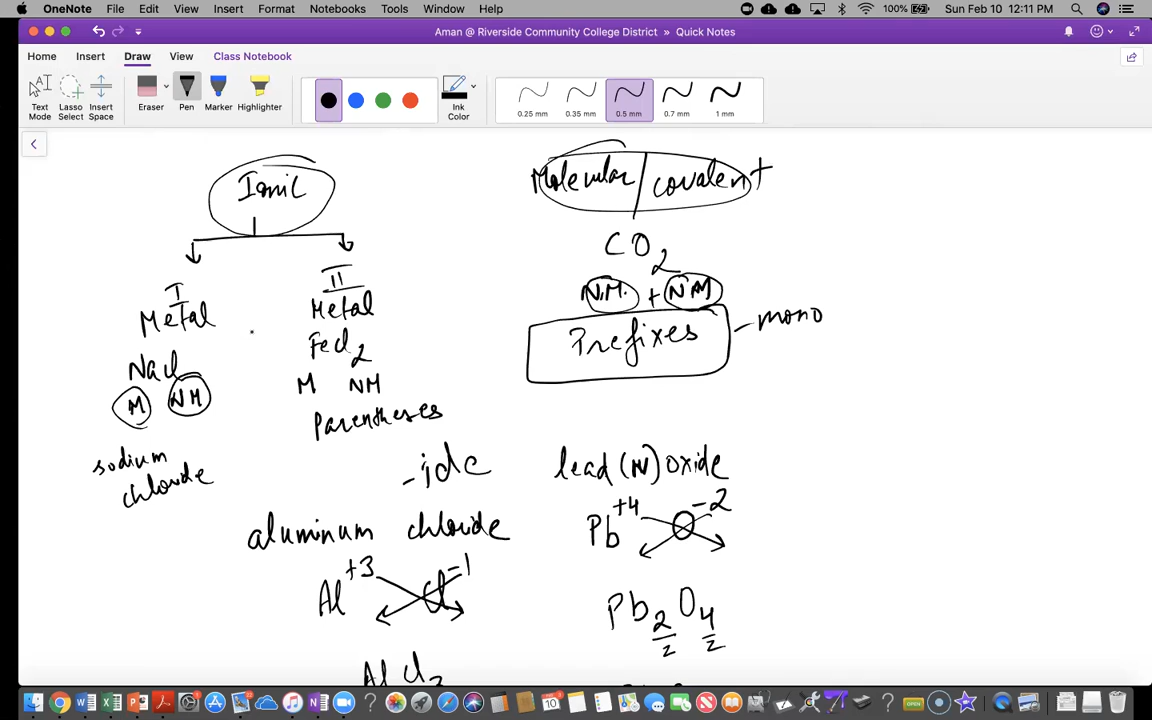 OneNote File Edit View Insert Format Notebooks Tools Window Help 100% Sun Feb 10 12:11 PM
Aman @ Riverside Community College District » Quick Notes
Home Insert Draw View Class Notebook
Text Mode Lasso Select Insert Space Eraser Pen Marker Highlighter Ink Color 0.25 mm 0.35 mm 0.5 mm 0.7 mm 1 mm
Ionic
I
Metal
NaCl
M NM
sodium
chloride
II
Metal
FeCl2
M NM
Parentheses
-ide
aluminum chloride
Al+3 Cl-1
AlCl3
Molecular/covalent
CO2
N.M. + NM
Prefixes - mono
lead (IV) oxide
Pb+4 O-2
Pb2O4
2 2